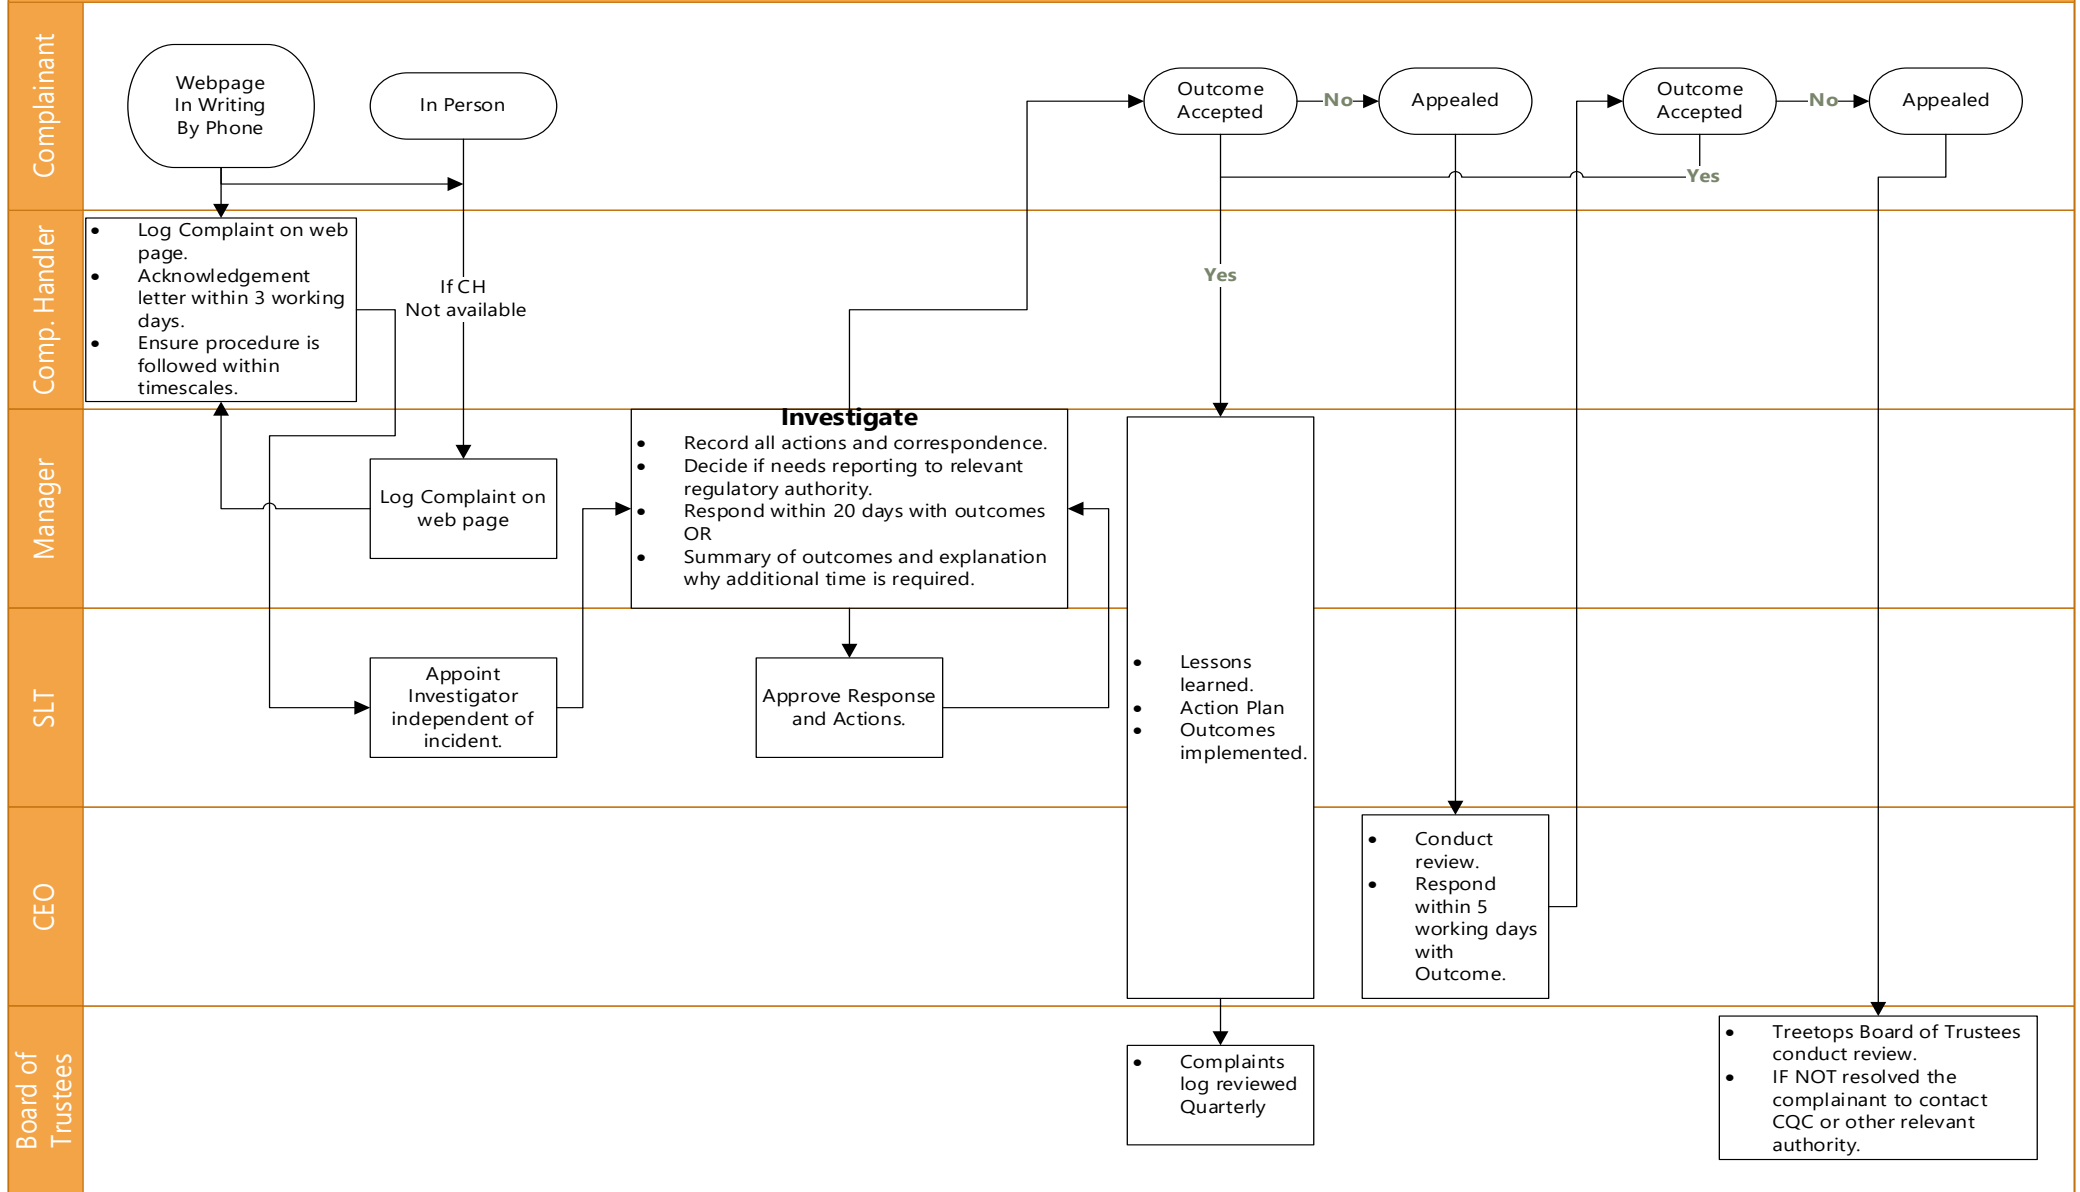 Complainant
Webpage
In Writing
By Phone
In Person
Outcome
Accepted
No
Appealed
Outcome
Accepted
No
Appealed
Yes
Comp. Handler
• Log Complaint on web
page.
• Acknowledgement
letter within 3 working
days.
• Ensure procedure is
followed within
timescales.
If CH
Not available
Yes
Manager
Log Complaint on
web page
Investigate
• Record all actions and correspondence.
• Decide if needs reporting to relevant
regulatory authority.
• Respond within 20 days with outcomes
OR
• Summary of outcomes and explanation
why additional time is required.
SLT
Appoint
Investigator
independent of
incident.
Approve Response
and Actions.
• Lessons
learned.
• Action Plan
• Outcomes
implemented.
CEO
• Conduct
review.
• Respond
within 5
working days
with
Outcome.
Board of
Trustees
• Complaints
log reviewed
Quarterly
• Treetops Board of Trustees
conduct review.
• IF NOT resolved the
complainant to contact
CQC or other relevant
authority.